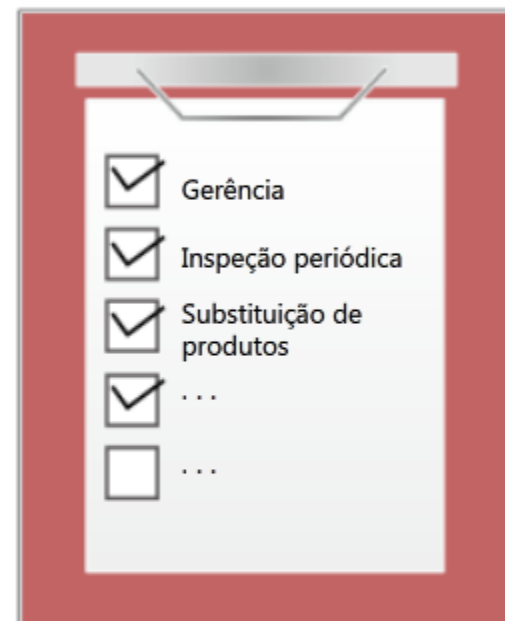 Gerência
Inspeção periódica
Substituição de
produtos
. . .
. . .